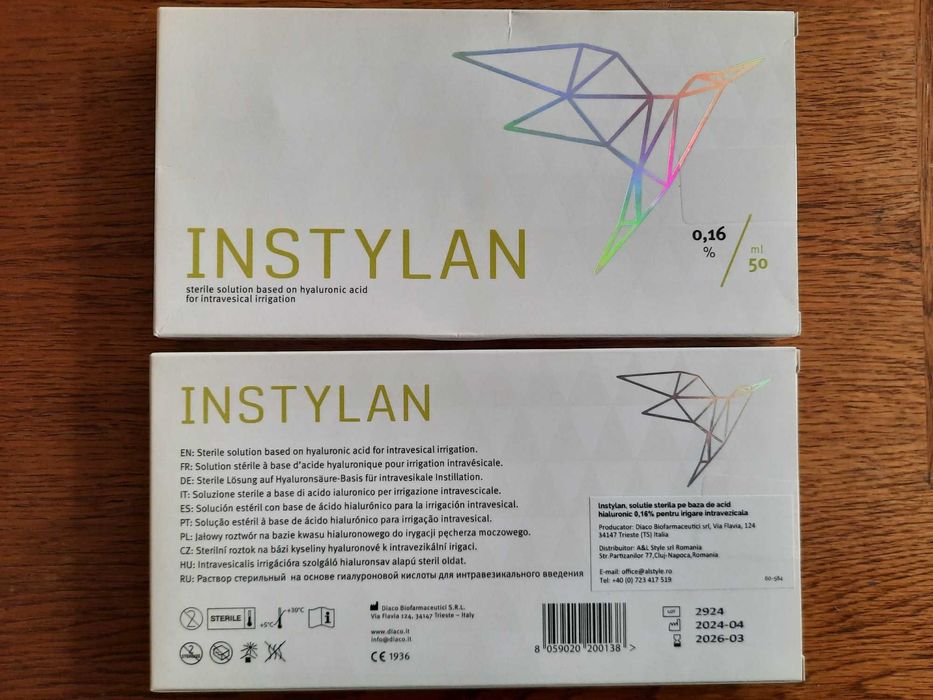 INSTYLAN
sterile solution based on hyaluronic acid
for intravesical irrigation
0,16
%
ml
50
INSTYLAN
EN: Sterile solution based on hyaluronic acid for intravesical irrigation.
FR: Solution stérile à base d'acide hyaluronique pour irrigation intravésicale.
DE: Sterile Lösung auf Hyaluronsäure-Basis für intravesikale Instillation.
IT: Soluzione sterile a base di acido ialuronico per irrigazione intravescicale.
ES: Solución estéril con base de ácido hialurónico para la irrigación intravesical.
PT: Solução estéril à base de ácido hialurónico para irrigação intravesical.
PL: Jałowy roztwór na bazie kwasu hialuronowego do irygacji pęcherza moczowego.
CZ: Sterilní roztok na bázi kyseliny hyaluronové k intravezikální irigaci.
HU: Intravesicalis irrigációra szolgáló hialuronsav alapú steril oldat.
RU: Раствор стерильный на основе гиалуроновой кислоты для интравезикального введения
Instylan, solutie sterila pe baza de acid
hialuronic 0,16% pentru irigare intravezicala
Producator: Diaco Biofarmaceutici srl, Via Flavia, 124
34147 Trieste (TS) Italia
Distribuitor: A&L Style srl Romania
Str.Partizanilor 77,Cluj-Napoca,Romania
E-mail: office@alstyle.ro
Tel: +40 (0) 723 417 519
60-584
2
STERILE
+5°C
+30°C
i
Diaco Biofarmaceutici S.R.L.
Via Flavia 124, 34147 Trieste – Italy
www.diaco.it
info@diaco.it
CE 1936
8 059020 200138 >
LOT 2924
2024-04
2026-03